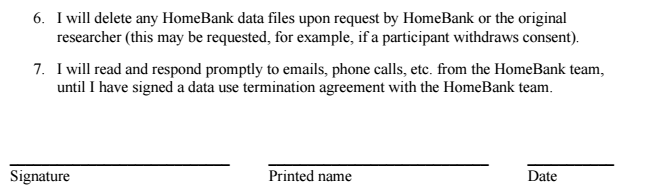 6. I will delete any HomeBank data files upon request by HomeBank or the original
researcher (this may be requested, for example, if a participant withdraws consent).
7. I will read and respond promptly to emails, phone calls, etc. from the HomeBank team,
until I have signed a data use termination agreement with the HomeBank team.
Signature Printed name Date